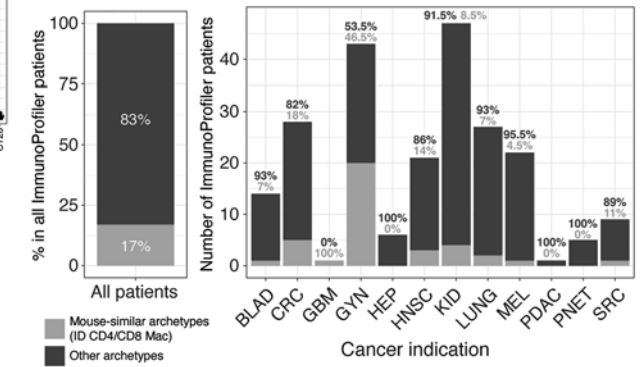 % in all ImmunoProfiler patients
100
75
50
25
0
83%
17%
All patients
Mouse-similar archetypes
(ID CD4/CD8 Mac)
Other archetypes
Number of ImmunoProfiler patients
40
30
20
10
0
93%
7%
82%
18%
0%
100%
53.5%
46.5%
100%
0%
86%
14%
91.5% 8.5%
93%
7%
95.5%
4.5%
100%
0%
100%
0%
89%
11%
BLAD
CRC
GBM
GYN
HEP
HNSC
KID
LUNG
MEL
PDAC
PNET
SRC
Cancer indication